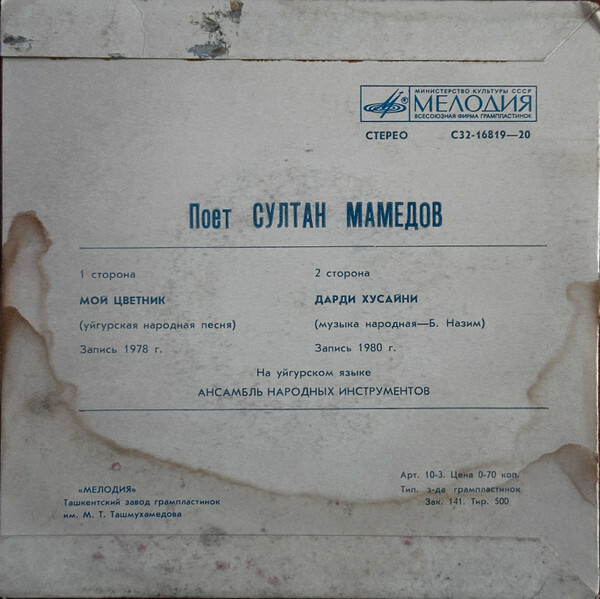 МИНИСТЕРСТВО КУЛЬТУРЫ СССР
МЕЛОДИЯ
ВСЕСОЮЗНАЯ ФИРМА ГРАМПЛАСТИНОК
СТЕРЕО С32-16819—20
Поет СУЛТАН МАМЕДОВ
1 сторона
МОЙ ЦВЕТНИК
(уйгурская народная песня)
Запись 1978 г.
2 сторона
ДАРДИ ХУСАЙНИ
(музыка народная—Б. Назим)
Запись 1980 г.
На уйгурском языке
АНСАМБЛЬ НАРОДНЫХ ИНСТРУМЕНТОВ
«МЕЛОДИЯ»
Ташкентский завод грампластинок
им. М. Т. Ташмухамедова
Арт. 10-3. Цена 0-70 коп.
Тип. з-да грампластинок
Зак. 141. Тир. 500